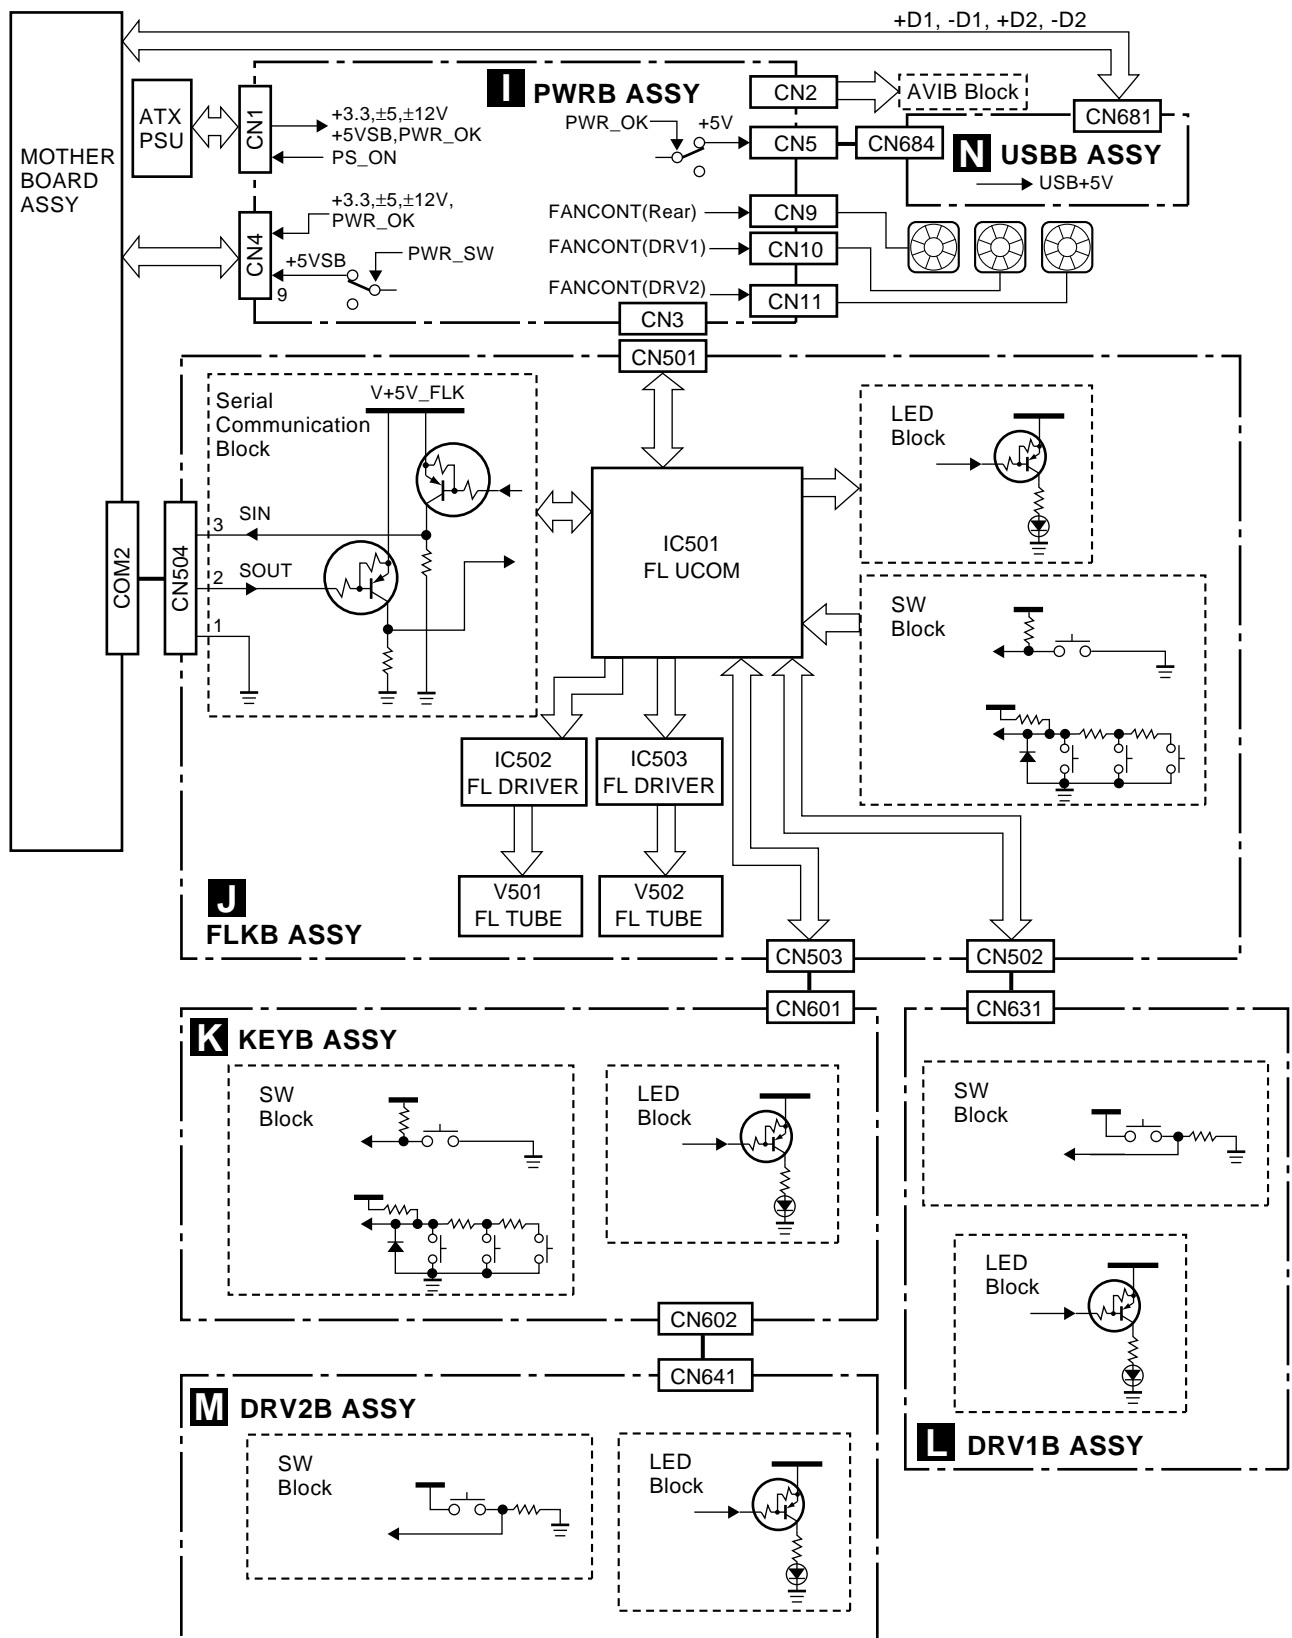 +D1, -D1, +D2, -D2
MOTHER
BOARD
ASSY
ATX
PSU
CN1
+3.3,±5,±12V
+5VSB,PWR_OK
PS_ON
I PWRB ASSY
PWR_OK
+5V
CN2
AVIB Block
CN5
CN684
CN681
N USBB ASSY
USB+5V
CN4
+3.3,±5,±12V,
PWR_OK
+5VSB
PWR_SW
9
FANCONT(Rear)
CN9
FANCONT(DRV1)
CN10
FANCONT(DRV2)
CN11
CN3
CN501
Serial
Communication
Block
V+5V_FLK
LED
Block
COM2
CN504
3
SIN
2
SOUT
1
IC501
FL UCOM
SW
Block
IC502
FL DRIVER
IC503
FL DRIVER
V501
FL TUBE
V502
FL TUBE
J
FLKB ASSY
CN503
CN502
CN601
CN631
K KEYB ASSY
SW
Block
LED
Block
SW
Block
LED
Block
L DRV1B ASSY
CN602
CN641
M DRV2B ASSY
SW
Block
LED
Block